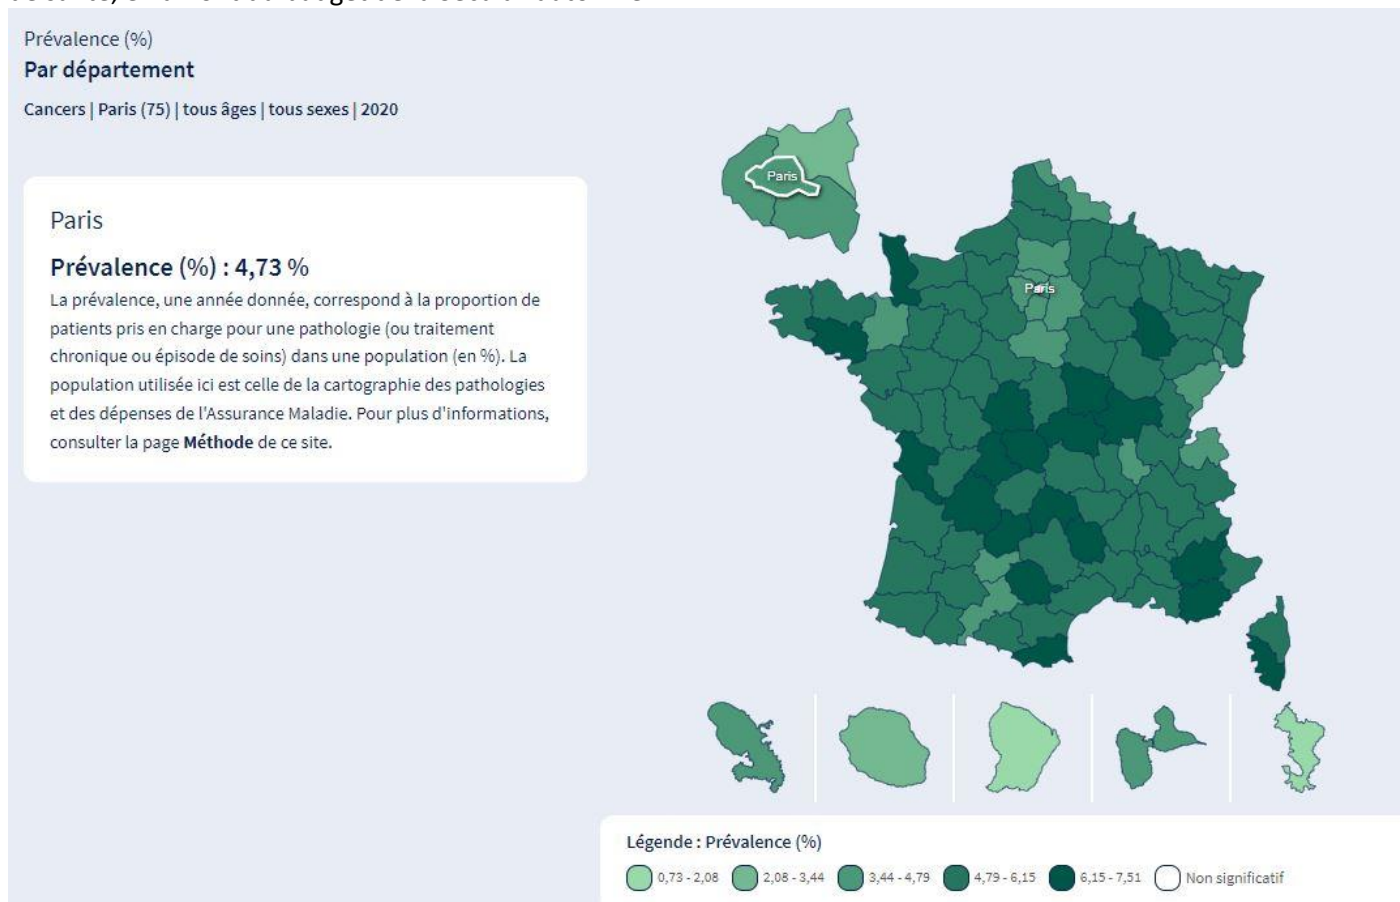 Prévalence (%)
Par département
Cancers | Paris (75) | tous âges | tous sexes | 2020
Paris
Prévalence (%) : 4,73 %
La prévalence, une année donnée, correspond à la proportion de
patients pris en charge pour une pathologie (ou traitement
chronique ou épisode de soins) dans une population (en %). La
population utilisée ici est celle de la cartographie des pathologies
et des dépenses de l'Assurance Maladie. Pour plus d'informations,
consulter la page Méthode de ce site.
Paris
Paris
Légende : Prévalence (%)
0,73 - 2,08 2,08 - 3,44 3,44 - 4,79 4,79 - 6,15 6,15 - 7,51 Non significatif